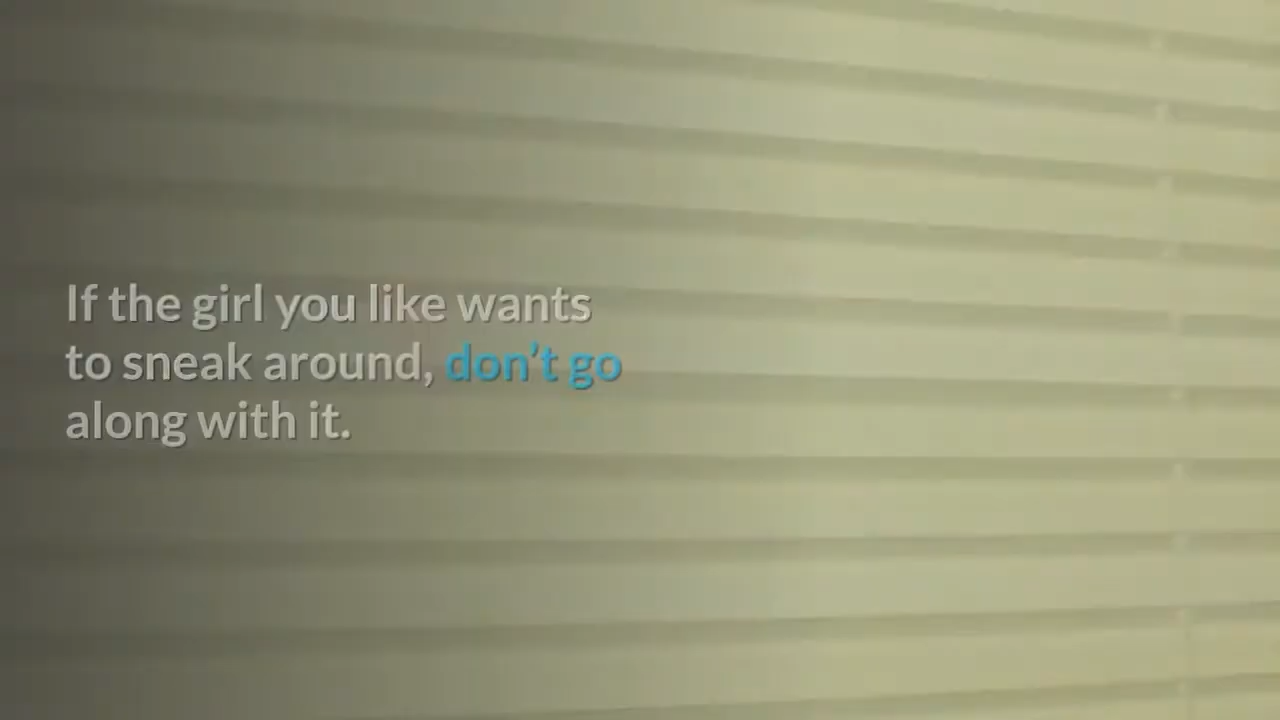 If the girl you like wants
to sneak around, don't go
along with it.